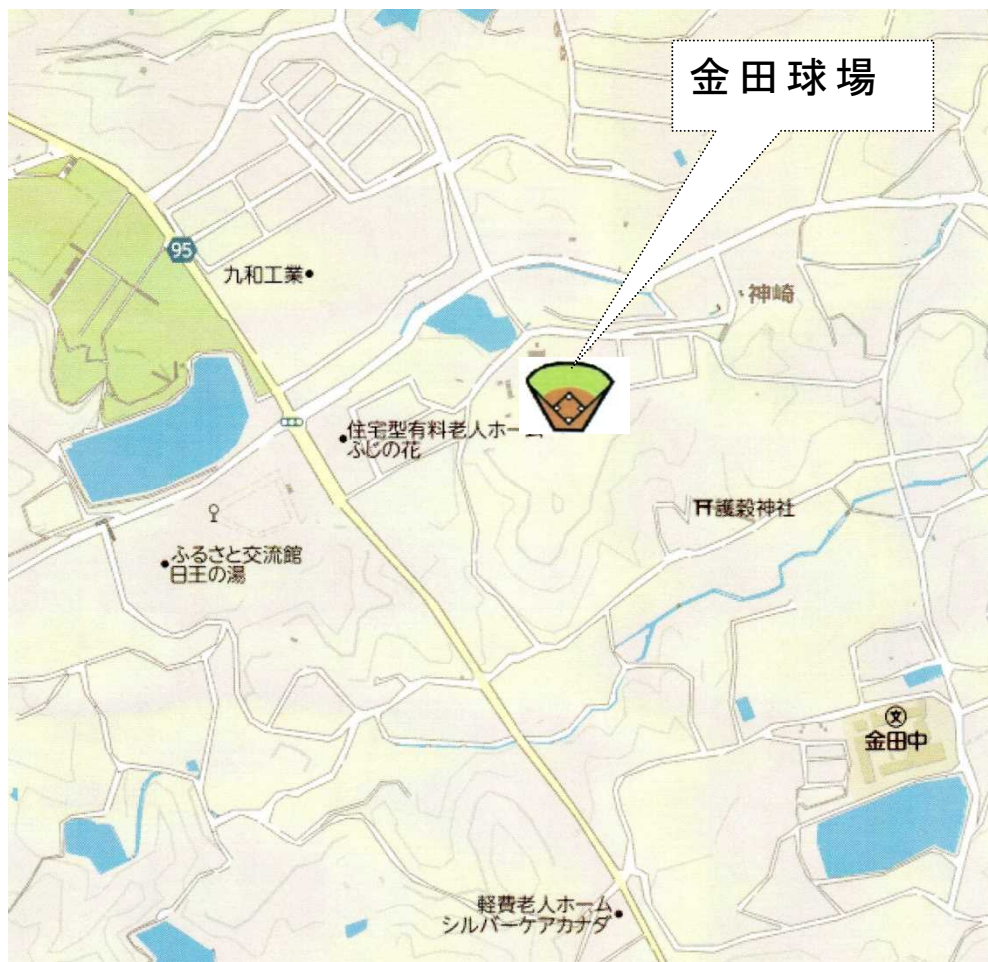 金田球場
95
九和工業
神崎
住宅型有料老人ホーム
ふじの花
護穀神社
ふるさと交流館
日王の湯
文
金田中
軽費老人ホーム
シルバーケアカナダ